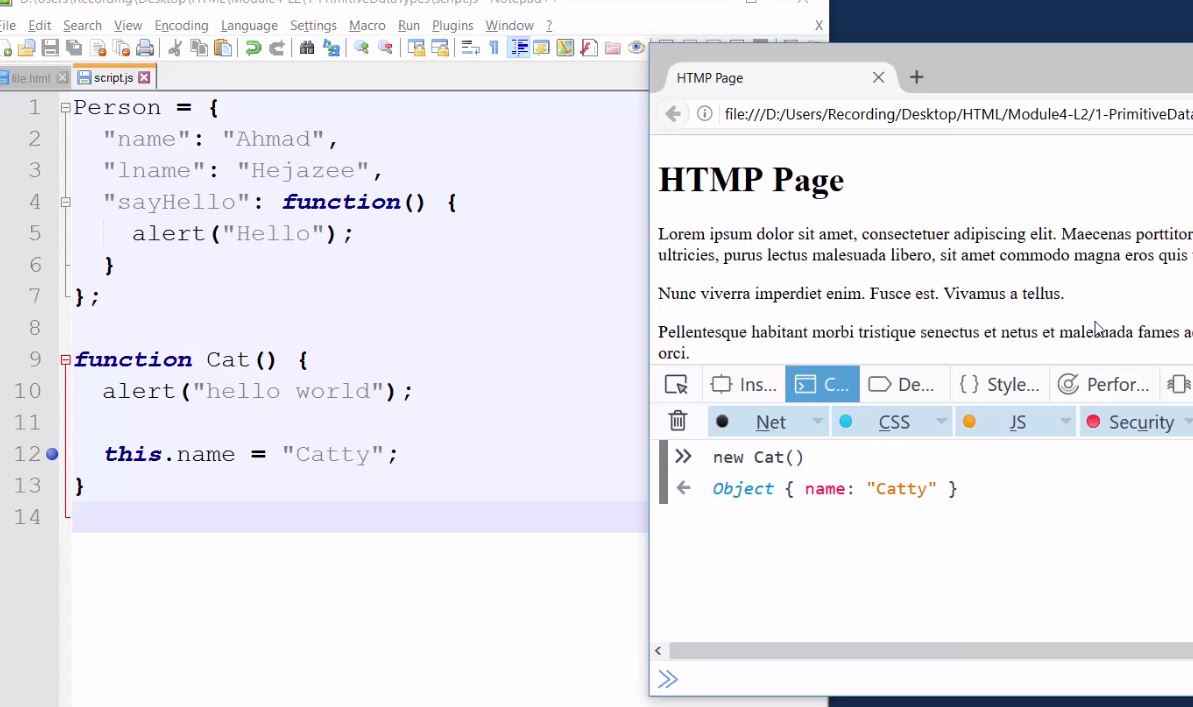 D:\Users\Recording\Desktop\HTML\Module4-L2\1-PrimitiveDataTypes\script.js - Notepad++
File Edit Search View Encoding Language Settings Macro Run Plugins Window ? X
file.html script.js
1 Person = {
2 "name": "Ahmad",
3 "lname": "Hejazee",
4 "sayHello": function() {
5 alert("Hello");
6 }
7 };
8
9 function Cat() {
10 alert("hello world");
11
12 this.name = "Catty";
13 }
14
HTMP Page
file:///D:/Users/Recording/Desktop/HTML/Module4-L2/1-PrimitiveData
HTMP Page
Lorem ipsum dolor sit amet, consectetuer adipiscing elit. Maecenas porttitor
ultricies, purus lectus malesuada libero, sit amet commodo magna eros quis
Nunc viverra imperdiet enim. Fusce est. Vivamus a tellus.
Pellentesque habitant morbi tristique senectus et netus et malesuada fames ac
orci.
Ins... C... De... { } Style... Perfor...
Net CSS JS Security
new Cat()
Object { name: "Catty" }